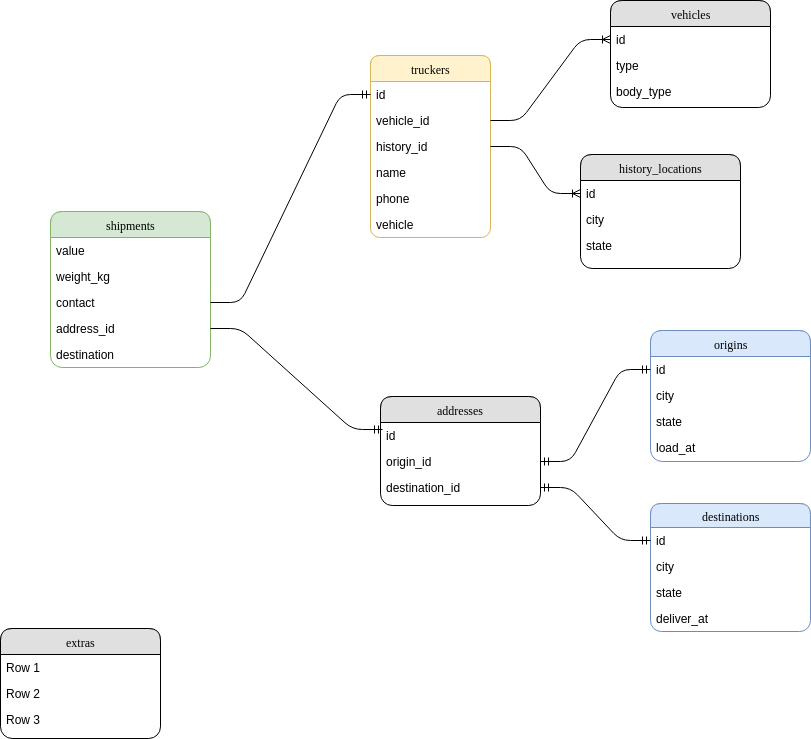 vehicles
id
type
body_type
truckers
id
vehicle_id
history_id
name
phone
vehicle
history_locations
id
city
state
shipments
value
weight_kg
contact
address_id
destination
origins
id
city
state
load_at
addresses
id
origin_id
destination_id
destinations
id
city
state
deliver_at
extras
Row 1
Row 2
Row 3